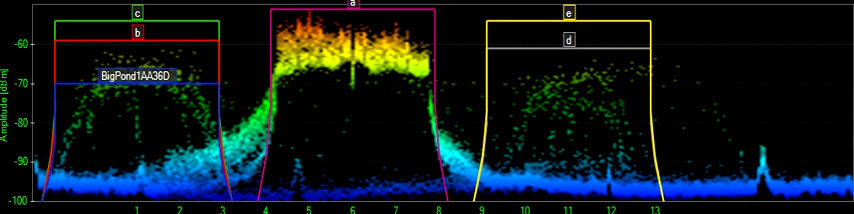 a
c
e
b
d
BigPond1AA36D
Amplitude [dBm]
-60
-70
-80
-90
-100
1 2 3 4 5 6 7 8 9 10 11 12 13